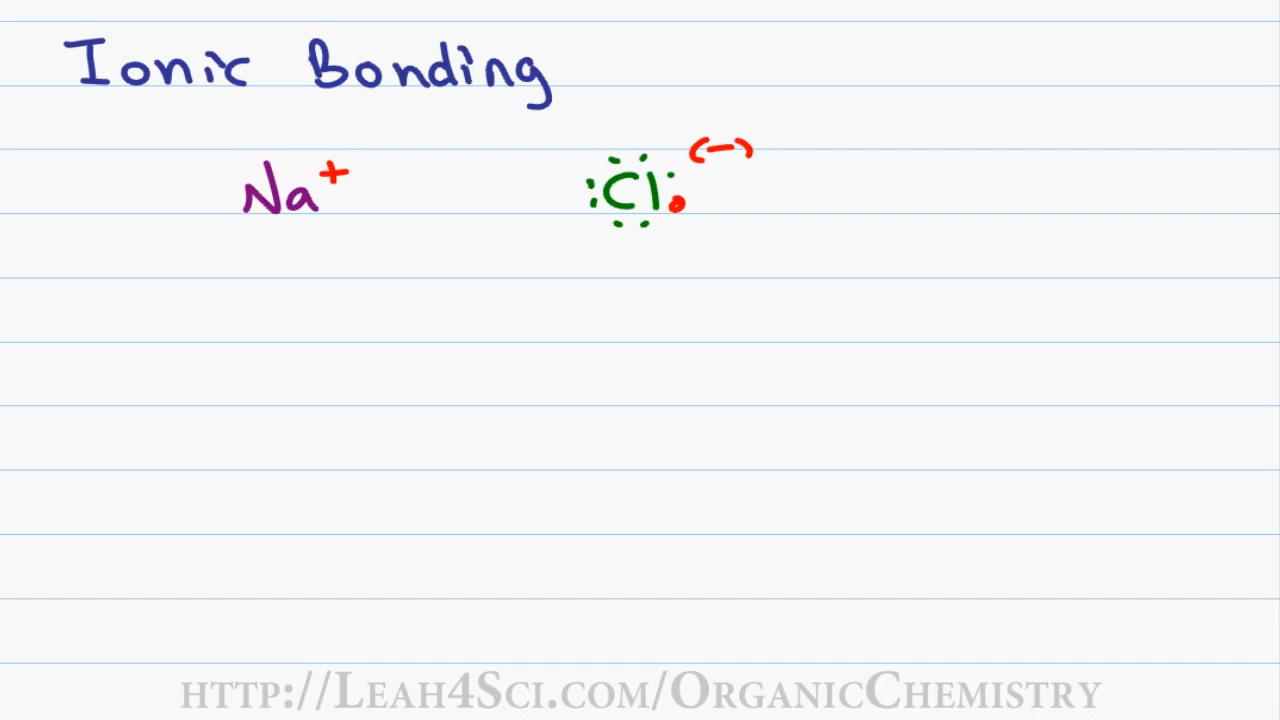 Ionic Bonding
Na+ :Cl: (-)
HTTP://LEAH4SCI.COM/ORGANICCHEMISTRY